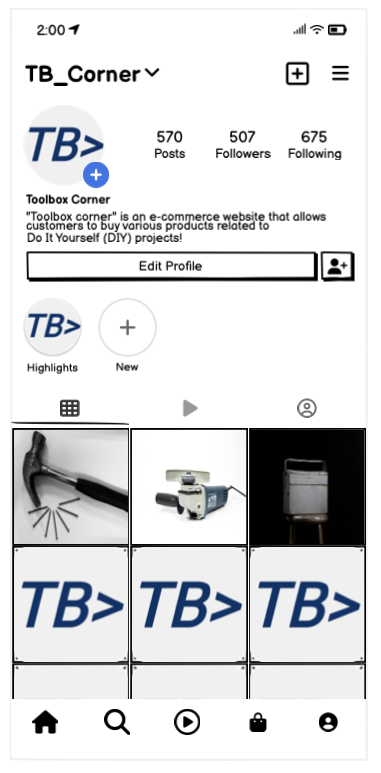 2:00
TB_Corner
TB>
570 507 675
Posts Followers Following
Toolbox Corner
"Toolbox corner" is an e-commerce website that allows
customers to buy various products related to
Do It Yourself (DIY) projects!
Edit Profile
TB>
Highlights New
TB> TB> TB>